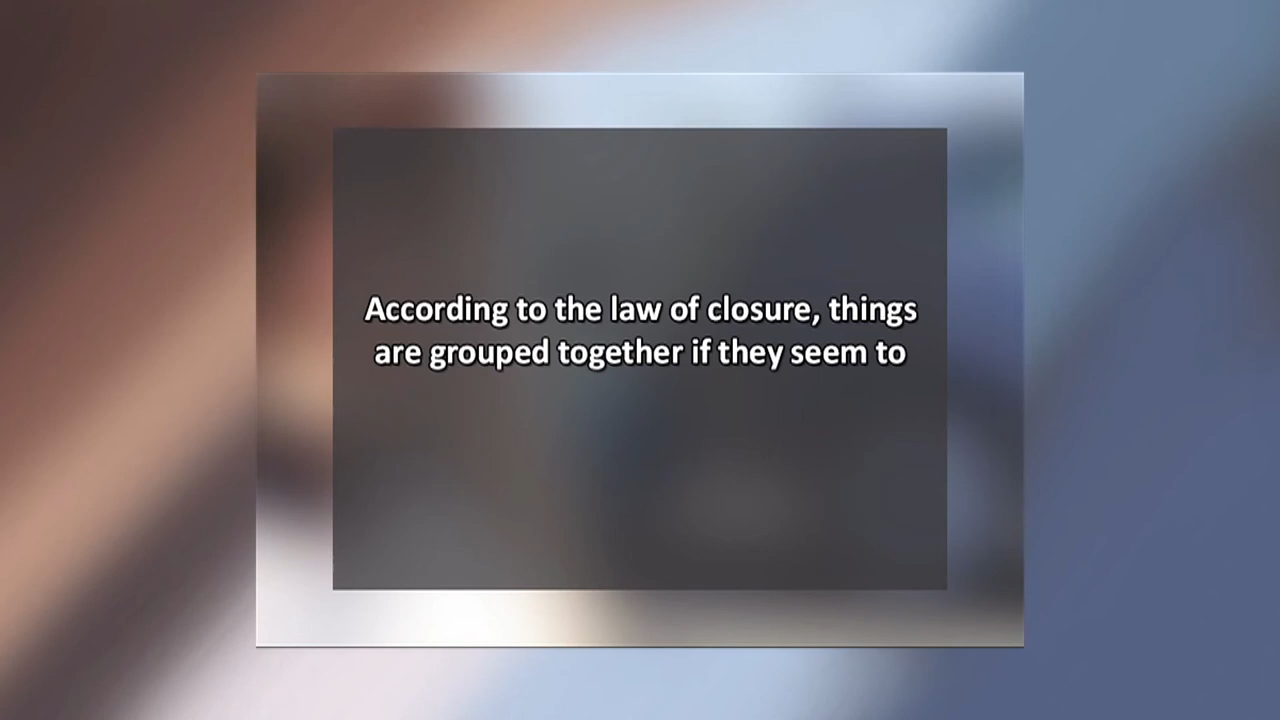 According to the law of closure, things
are grouped together if they seem to